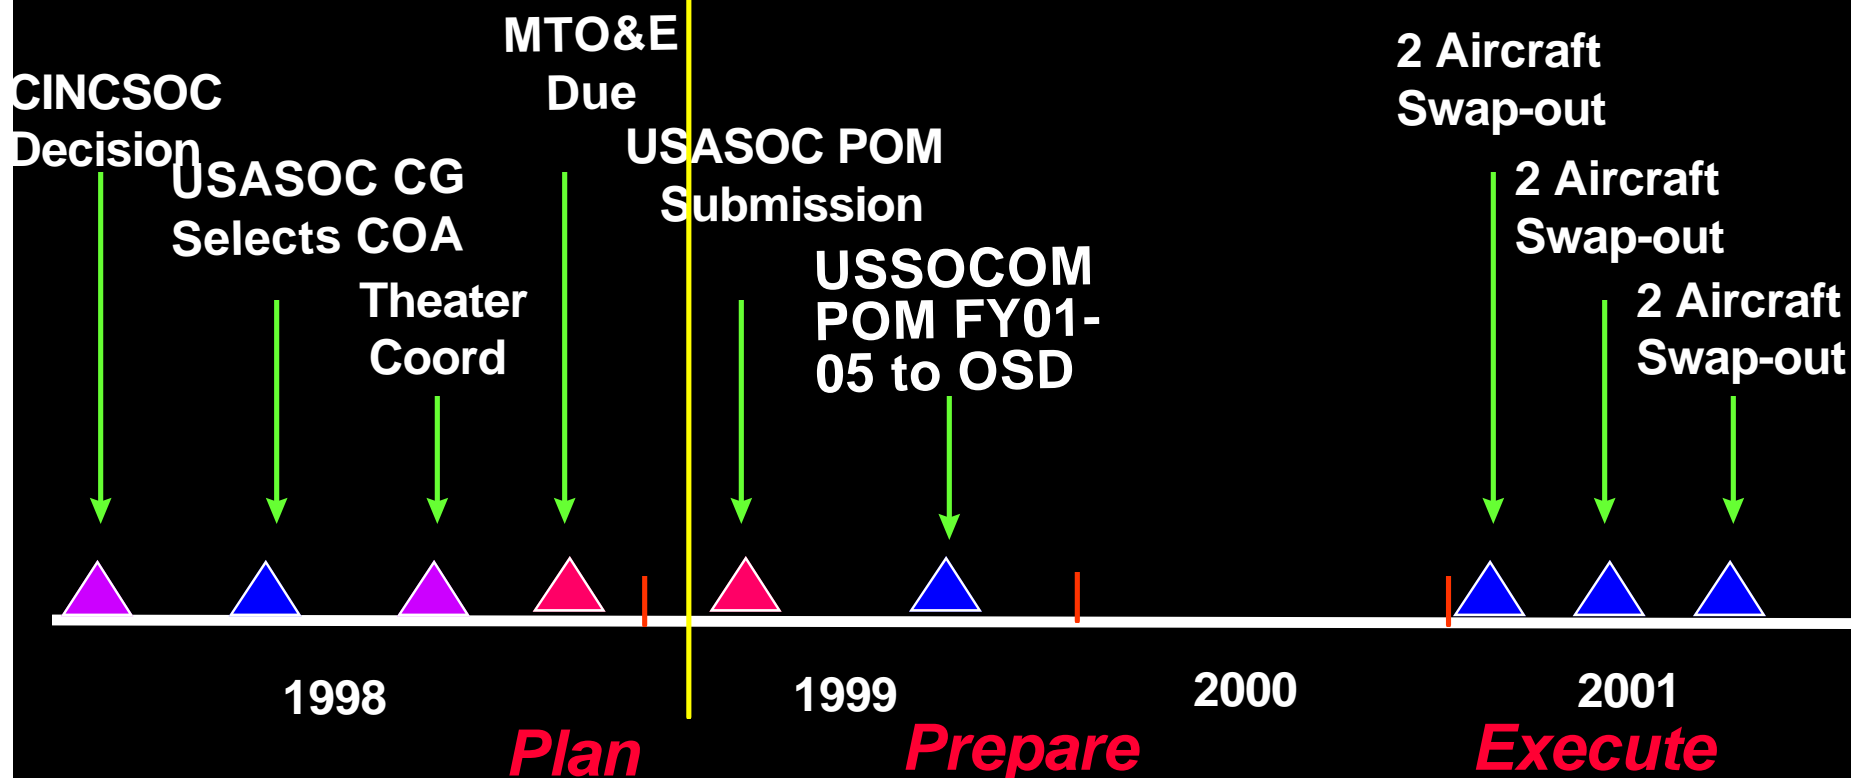 MTO&E
Due
CINCSOC
Decision
USASOC CG
Selects COA
Theater
Coord
USASOC POM
Submission
USSOCOM
POM FY01-
05 to OSD
2 Aircraft
Swap-out
2 Aircraft
Swap-out
2 Aircraft
Swap-out
1998
1999
2000
2001
Plan
Prepare
Execute